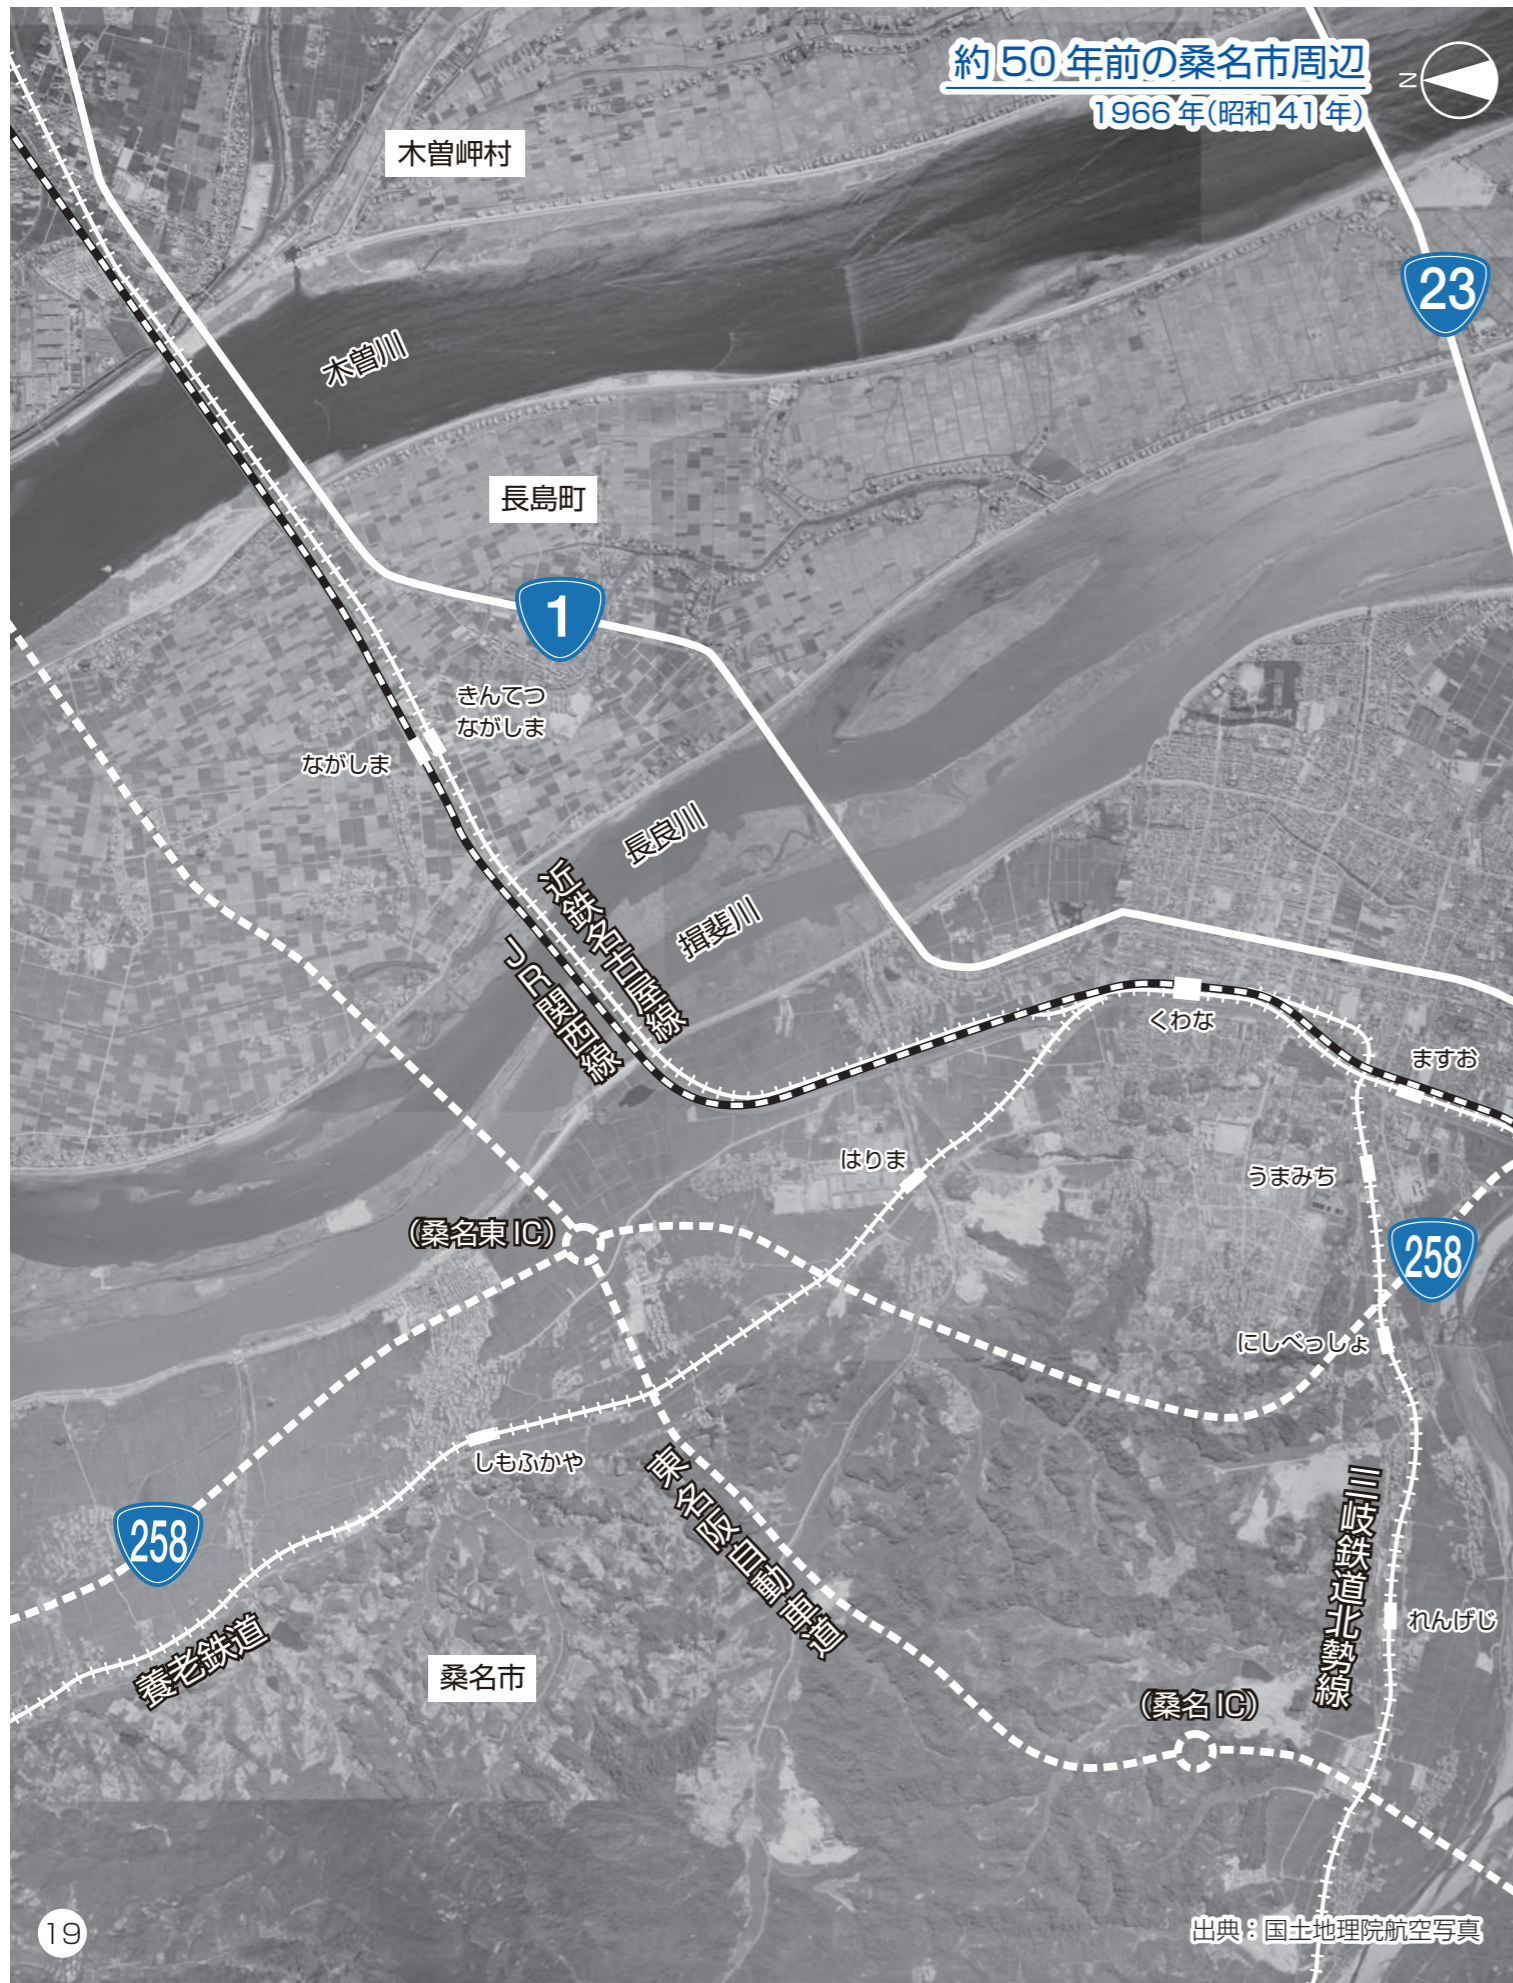 約50年前の桑名市周辺
1966年(昭和41年)
N
木曽岬村
23
木曽川
長島町
1
きんてつ
ながしま
ながしま
長良川
近鉄名古屋線
揖斐川
JR関西線
くわな
ますお
はりま
うまみち
(桑名東IC)
258
にしべっしょ
しもふかや
東名阪自動車道
三岐鉄道北勢線
258
れんげじ
養老鉄道
桑名市
(桑名IC)
19
出典：国土地理院航空写真